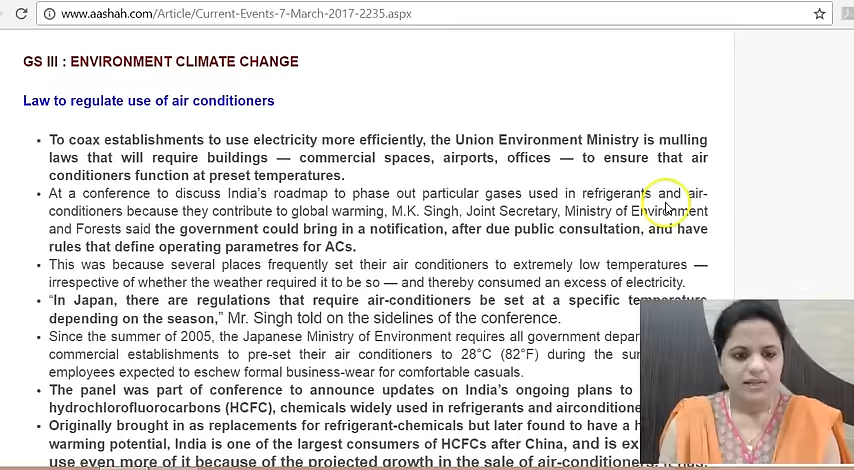 www.aashah.com/Article/Current-Events-7-March-2017-2235.aspx
GS III : ENVIRONMENT CLIMATE CHANGE
Law to regulate use of air conditioners
• To coax establishments to use electricity more efficiently, the Union Environment Ministry is mulling
laws that will require buildings — commercial spaces, airports, offices — to ensure that air
conditioners function at preset temperatures.
• At a conference to discuss India's roadmap to phase out particular gases used in refrigerants and air-
conditioners because they contribute to global warming, M.K. Singh, Joint Secretary, Ministry of Environment
and Forests said the government could bring in a notification, after due public consultation, and have
rules that define operating parametres for ACs.
• This was because several places frequently set their air conditioners to extremely low temperatures —
irrespective of whether the weather required it to be so — and thereby consumed an excess of electricity.
• “In Japan, there are regulations that require air-conditioners be set at a specific temperature
depending on the season,” Mr. Singh told on the sidelines of the conference.
• Since the summer of 2005, the Japanese Ministry of Environment requires all government
commercial establishments to pre-set their air conditioners to 28°C (82°F) during the
employees expected to eschew formal business-wear for comfortable casuals.
• The panel was part of conference to announce updates on India's ongoing plans to
hydrochlorofluorocarbons (HCFC), chemicals widely used in refrigerants and
• Originally brought in as replacements for refrigerant-chemicals but later found to have a
warming potential, India is one of the largest consumers of HCFCs after China, and is
use even more of it because of the projected growth in the sale of air-conditioners.